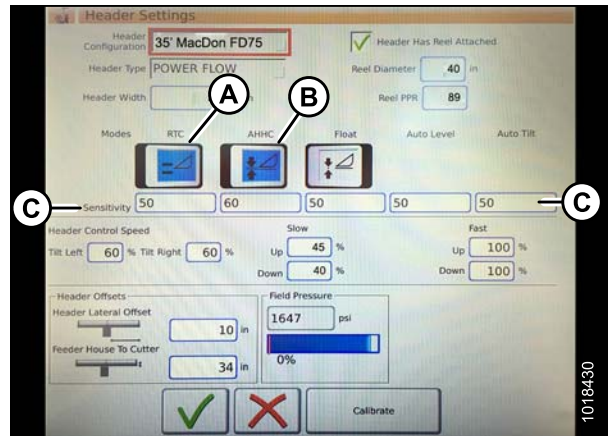 Header Settings
Header Configuration 35' MacDon FD75
Header Has Reel Attached
Header Type POWER FLOW
Reel Diameter 40 in
Header Width
Reel PPR 89
A
B
Modes RTC AHHC Float Auto Level Auto Tilt
C Sensitivity 50 60 50 50 50 C
Header Control Speed
Slow
Fast
Tilt Left 60 % Tilt Right 60 %
Up 45 %
Up 100 %
Down 40 %
Down 100 %
Header Offsets
Field Pressure
Header Lateral Offset
10 in
1647 psi
0%
Feeder House To Cutter
34 in
Calibrate
1018430